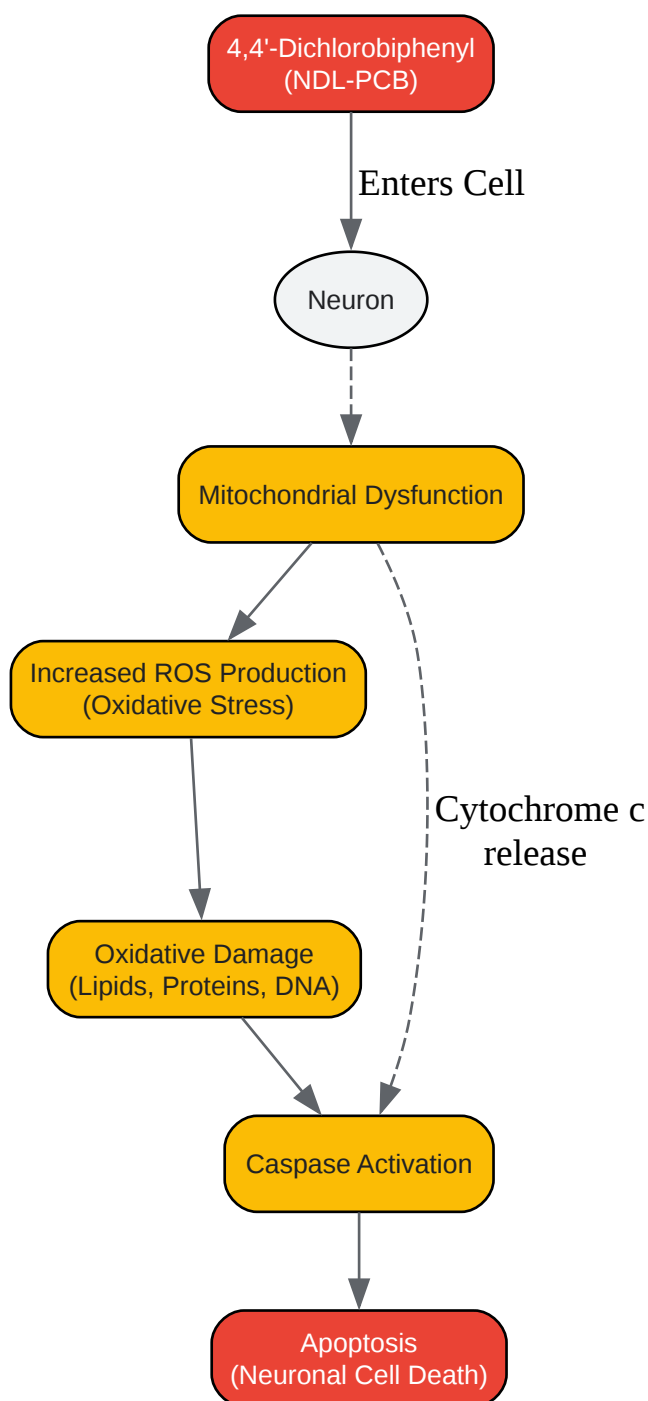 4,4'-Dichlorobiphenyl
(NDL-PCB)
Enters Cell
Neuron
Mitochondrial Dysfunction
Increased ROS Production
(Oxidative Stress)
Cytochrome c
release
Oxidative Damage
(Lipids, Proteins, DNA)
Caspase Activation
Apoptosis
(Neuronal Cell Death)